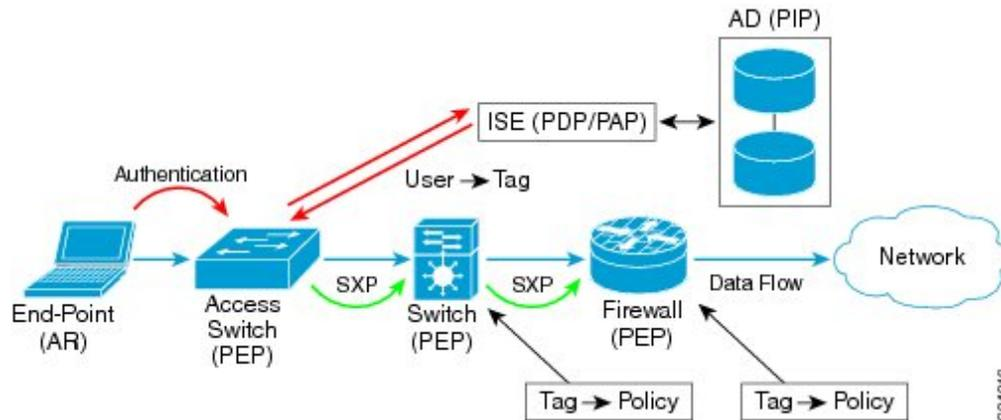 AD (PIP)
ISE (PDP/PAP)
Authentication
User → Tag
SXP
SXP
Data Flow
Network
End-Point
(AR)
Access
Switch
(PEP)
Switch
(PEP)
Firewall
(PEP)
Tag → Policy
Tag → Policy